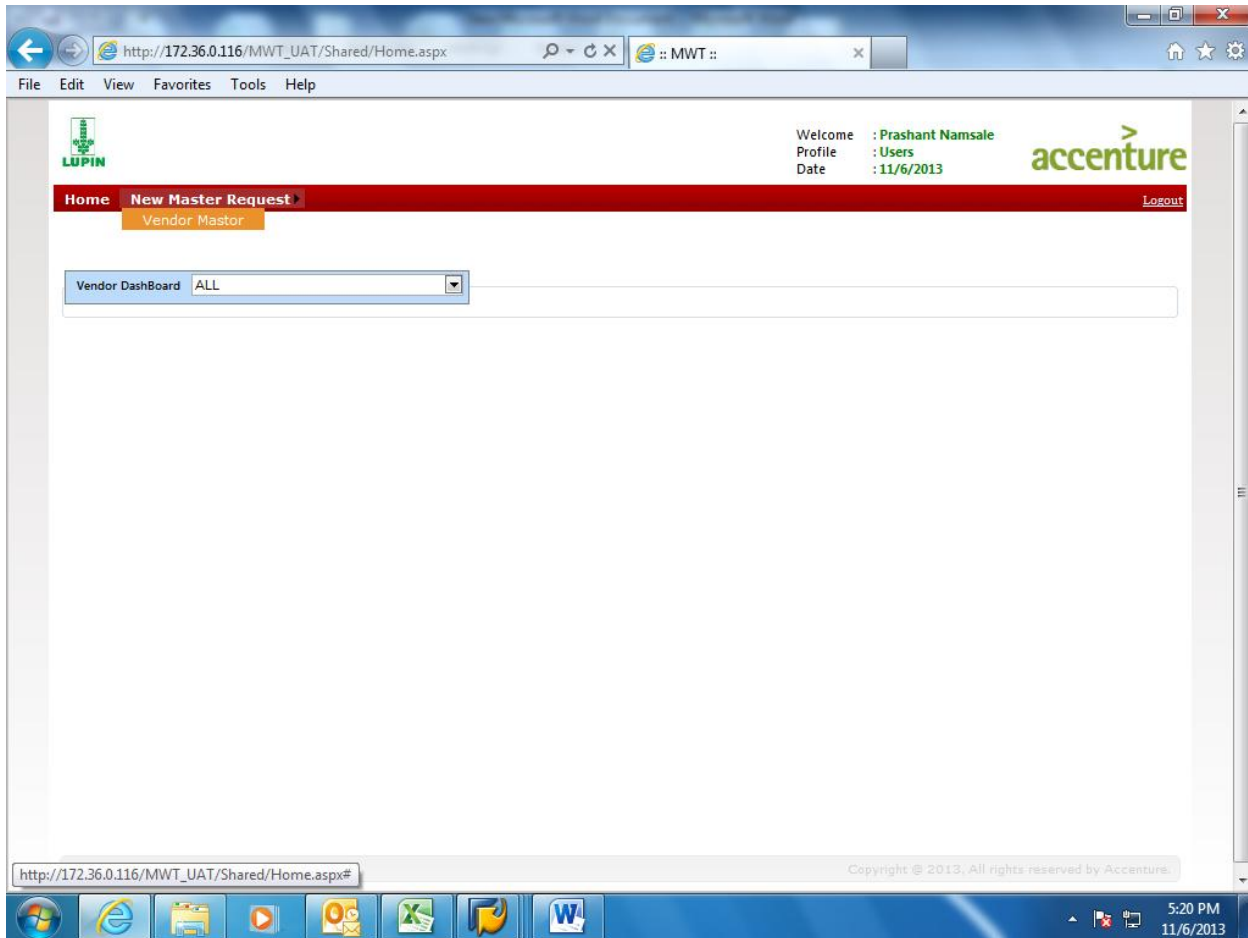 http://172.36.0.116/MWT_UAT/Shared/Home.aspx
:: MWT ::
File Edit View Favorites Tools Help
LUPIN
Welcome : Prashant Namsale
Profile : Users
Date : 11/6/2013
accenture
Home New Master Request Logout
Vendor Mastor
Vendor DashBoard ALL
Copyright @ 2013, All rights reserved by Accenture.
http://172.36.0.116/MWT_UAT/Shared/Home.aspx#
5:20 PM
11/6/2013